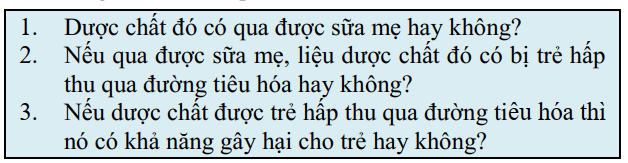 1. Dược chất đó có qua được sữa mẹ hay không?
2. Nếu qua được sữa mẹ, liệu dược chất đó có bị trẻ hấp
thu qua đường tiêu hóa hay không?
3. Nếu dược chất được trẻ hấp thu qua đường tiêu hóa thì
nó có khả năng gây hại cho trẻ hay không?